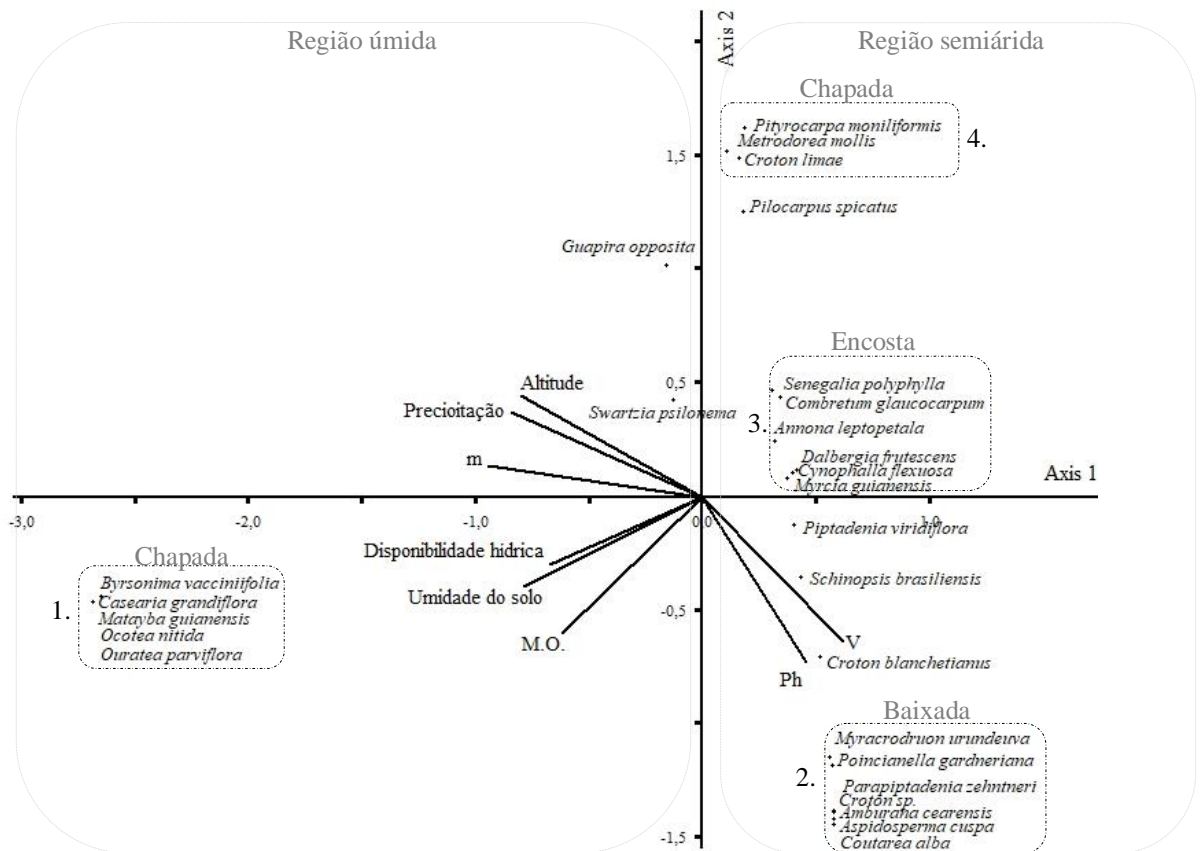 Região úmida
Região semiárida
Axis 2
Chapada
Pityrocarpa moniliformis
Metrodorea mollis
Croton limae
4.
1,5
Pilocarpus spicatus
Guapira opposita
Encosta
Altitude
0,5
Senegalia polyphylla
Combretum glaucocarpum
Precioitação
Swartzia psilonema
3.
Annona leptopetala
m
Dalbergia frutescens
Cynophalla flexuosa
Myrcia guianensis
Axis 1
-3,0
-2,0
-1,0
0,0
1,0
Piptadenia viridiflora
Chapada
Disponibilidade hídrica
Byrsonima vacciniifolia
Schinopsis brasiliensis
1.
Casearia grandiflora
Umidade do solo
-0,5
Matayba guianensis
Ocotea nitida
M.O.
V
Ouratea parviflora
Croton blanchetianus
Ph
Baixada
Myracrodruon urundeuva
2.
Poincianella gardneriana
Parapiptadenia zehntneri
Croton sp.
Amburana cearensis
Aspidosperma cuspa
-1,5
Coutarea alba